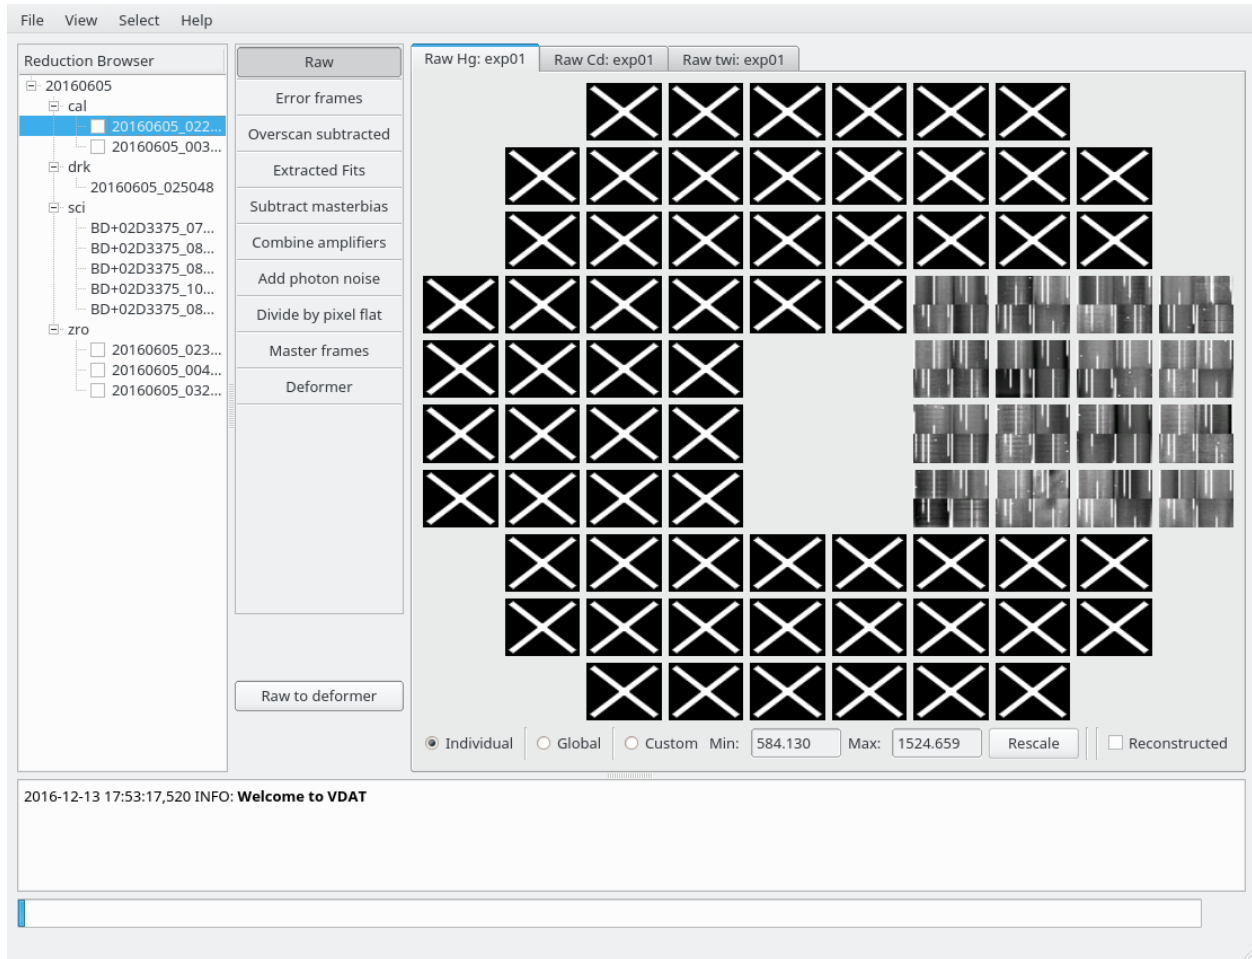 File View Select Help
Reduction Browser
20160605
cal
20160605_022...
20160605_003...
drk
20160605_025048
sci
BD+02D3375_07...
BD+02D3375_08...
BD+02D3375_08...
BD+02D3375_10...
BD+02D3375_08...
zro
20160605_023...
20160605_004...
20160605_032...
Raw
Error frames
Overscan subtracted
Extracted Fits
Subtract masterbias
Combine amplifiers
Add photon noise
Divide by pixel flat
Master frames
Deformer
Raw to deformer
Raw Hg: exp01 Raw Cd: exp01 Raw twi: exp01
Individual Global Custom Min: 584.130 Max: 1524.659 Rescale Reconstructed
2016-12-13 17:53:17,520 INFO: Welcome to VDAT